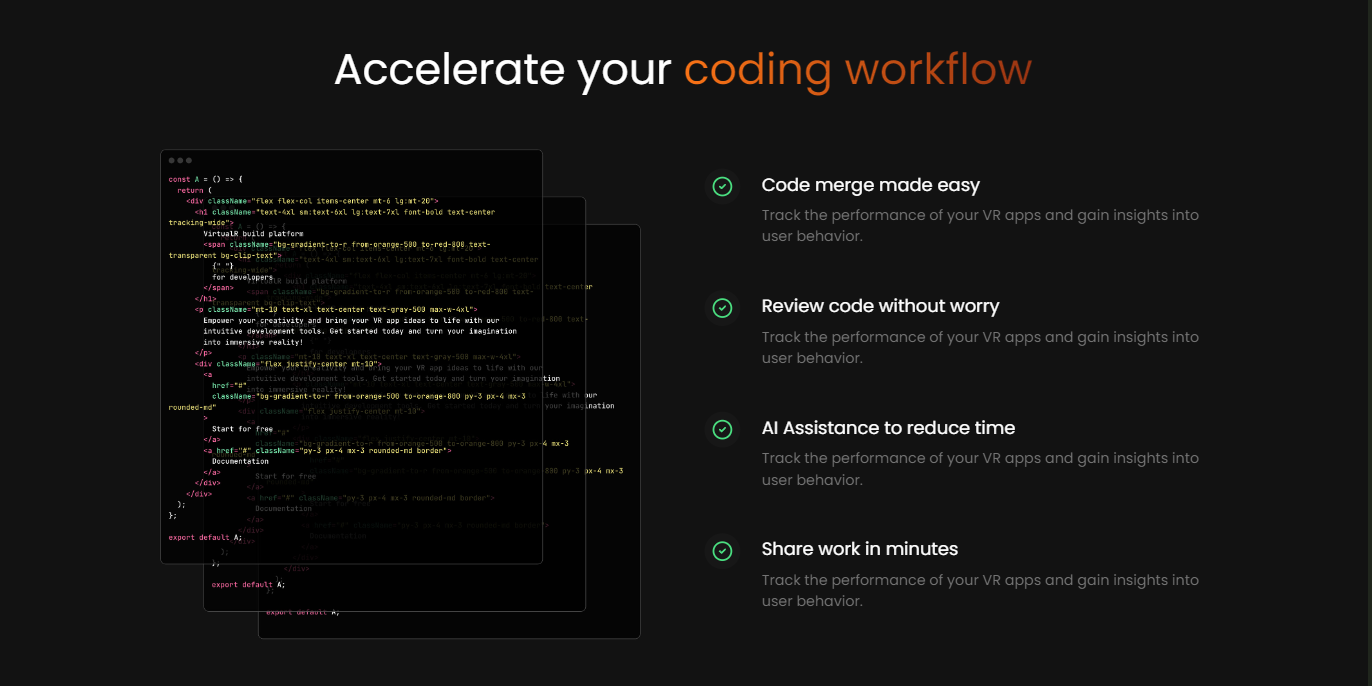 Accelerate your coding workflow
const A = () => {
return (
<div className="flex flex-col items-center mt-6 lg:mt-20">
<h1 className="text-4xl sm:text-6xl lg:text-7xl font-bold text-center
tracking-wide">
VirtualR build platform
<span className="bg-gradient-to-r from-orange-500 to-red-800 text-
transparent bg-clip-text">
{" "}
for developers
</span>
</h1>
<p className="mt-10 text-xl text-center text-gray-500 max-w-4xl">
Empower your creativity and bring your VR app ideas to life with our
intuitive development tools. Get started today and turn your imagination
into immersive reality!
</p>
<div className="flex justify-center mt-10">
<a
href="#"
className="bg-gradient-to-r from-orange-500 to-orange-800 py-3 px-4 mx-3
rounded-md"
>
Start for free
</a>
<a href="#" className="py-3 px-4 mx-3 rounded-md border">
Documentation
</a>
</div>
</div>
);
};
export default A;
export default A;
export default A;
Code merge made easy
Track the performance of your VR apps and gain insights into
user behavior.
Review code without worry
Track the performance of your VR apps and gain insights into
user behavior.
AI Assistance to reduce time
Track the performance of your VR apps and gain insights into
user behavior.
Share work in minutes
Track the performance of your VR apps and gain insights into
user behavior.